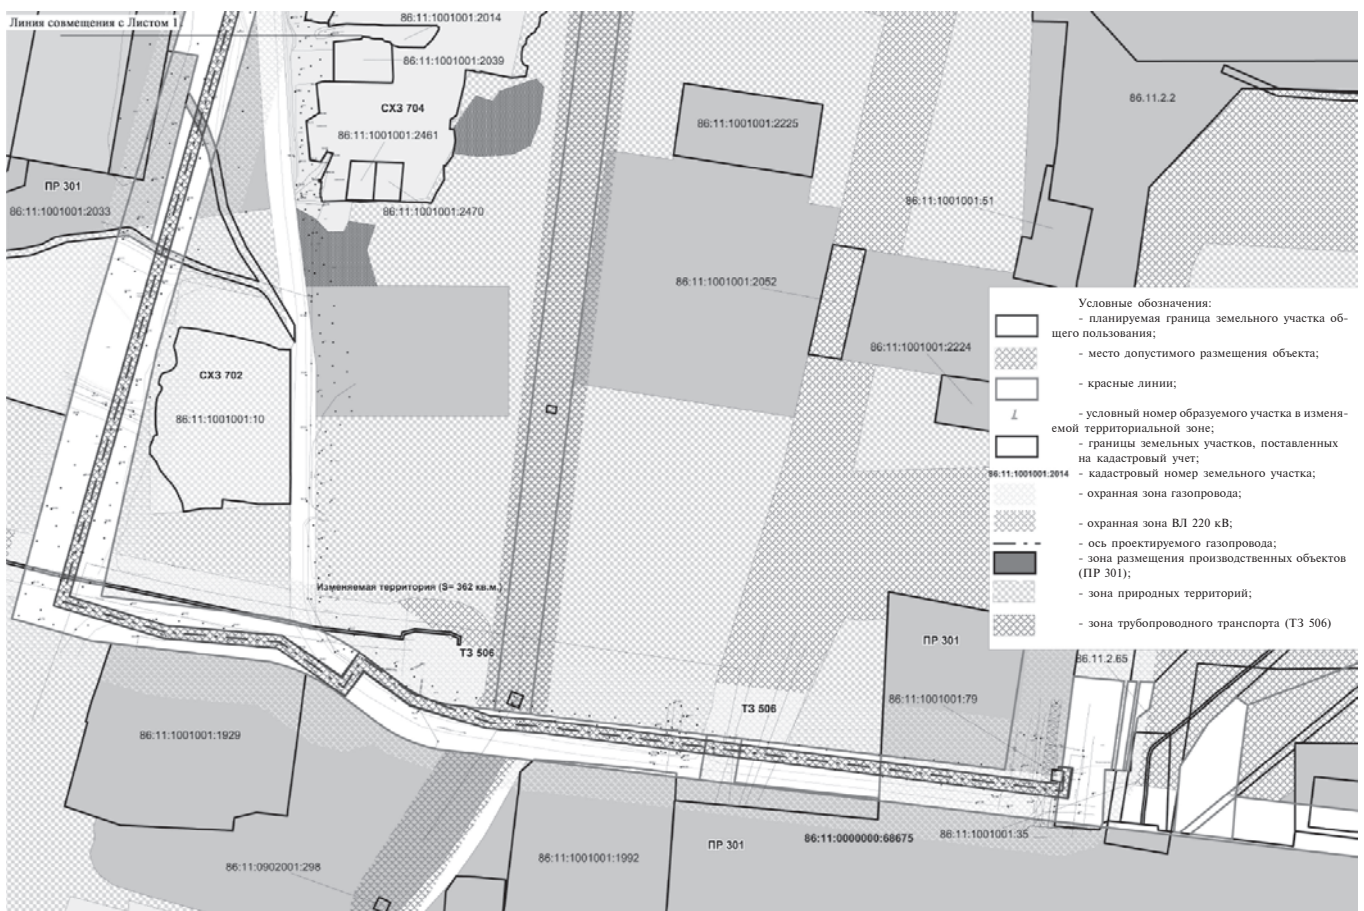 Линия совмещения с Листом 1
86:11:1001001:2014
86:11:1001001:2039
СХЗ 704
86:11:1001001:2461
86:11:1001001:2470
86:11:1001001:2225
86.11.2.2
ПР 301
86:11:1001001:2033
86:11:1001001:51
86:11:1001001:2052
86:11:1001001:2224
СХЗ 702
86:11:1001001:10
Условные обозначения:
- планируемая граница земельного участка об-
щего пользования;
- место допустимого размещения объекта;
- красные линии;
- условный номер образуемого участка в изменя-
емой территориальной зоне;
- границы земельных участков, поставленных
на кадастровый учет;
86:11:1001001:2014 - кадастровый номер земельного участка;
- охранная зона газопровода;
- охранная зона ВЛ 220 кВ;
- ось проектируемого газопровода;
- зона размещения производственных объектов
(ПР 301);
- зона природных территорий;
- зона трубопроводного транспорта (ТЗ 506)
Изменяемая территория (S= 362 кв.м.)
ТЗ 506
ПР 301
86.11.2.65
86:11:1001001:79
ТЗ 506
86:11:1001001:1929
86:11:0000000:68675
86:11:1001001:35
ПР 301
86:11:1001001:1992
86:11:0902001:298